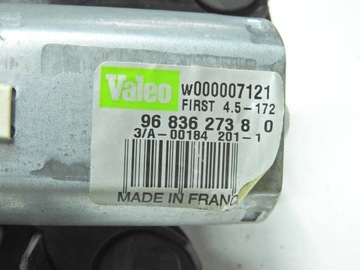 Valeo
w000007121
FIRST 4.5-172
96 836 273 8 0
3/A-00184 201-1
MADE IN FRANC